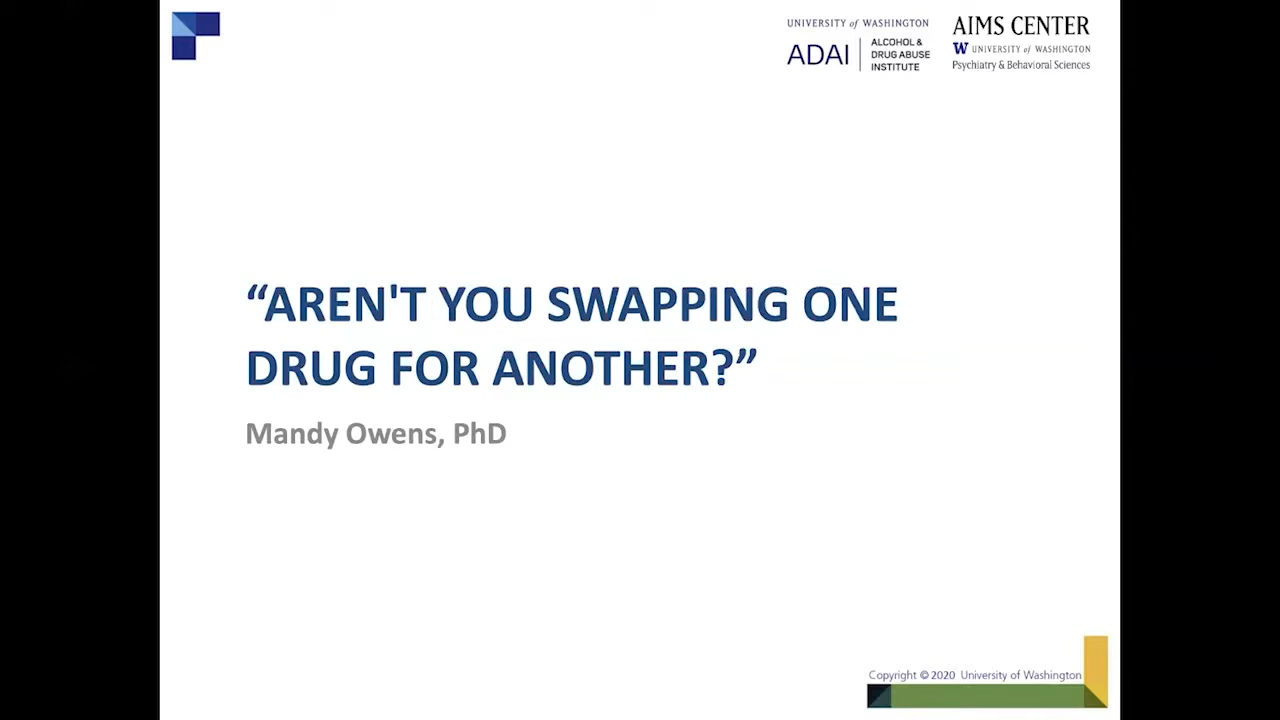 UNIVERSITY of WASHINGTON
ADAI
ALCOHOL &
DRUG ABUSE
INSTITUTE
AIMS CENTER
W UNIVERSITY of WASHINGTON
Psychiatry & Behavioral Sciences
“AREN'T YOU SWAPPING ONE
DRUG FOR ANOTHER?”
Mandy Owens, PhD
Copyright © 2020 University of Washington